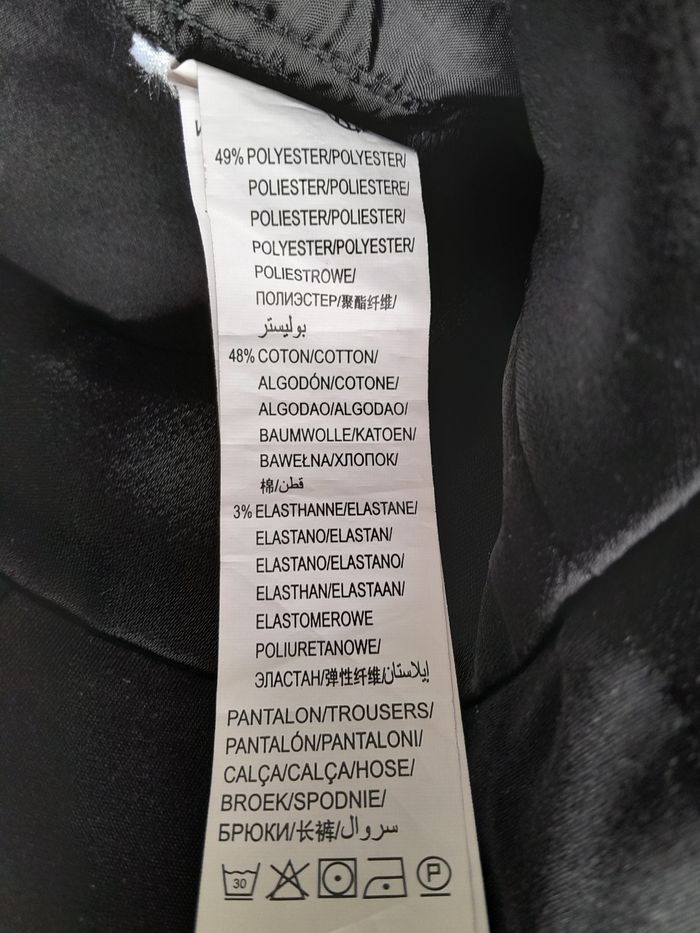 49% POLYESTER/POLYESTER/
POLIESTER/POLIESTERE/
POLIESTER/POLIESTER/
POLYESTER/POLYESTER/
POLIESTROWE/
ПОЛИЭСТЕР/聚酯纤维/
بوليستر
48% COTON/COTTON/
ALGODÓN/COTONE/
ALGODAO/ALGODAO/
BAUMWOLLE/KATOEN/
BAWEŁNA/ХЛОПОК/
棉/قطن
3% ELASTHANNE/ELASTANE/
ELASTANO/ELASTAN/
ELASTANO/ELASTANO/
ELASTHAN/ELASTAAN/
ELASTOMEROWE
POLIURETANOWE/
ЭЛАСТАН/弹性纤维/إيلاستان
PANTALON/TROUSERS/
PANTALÓN/PANTALONI/
CALÇA/CALÇA/HOSE/
BROEK/SPODNIE/
БРЮКИ/长裤/سروال
30 P